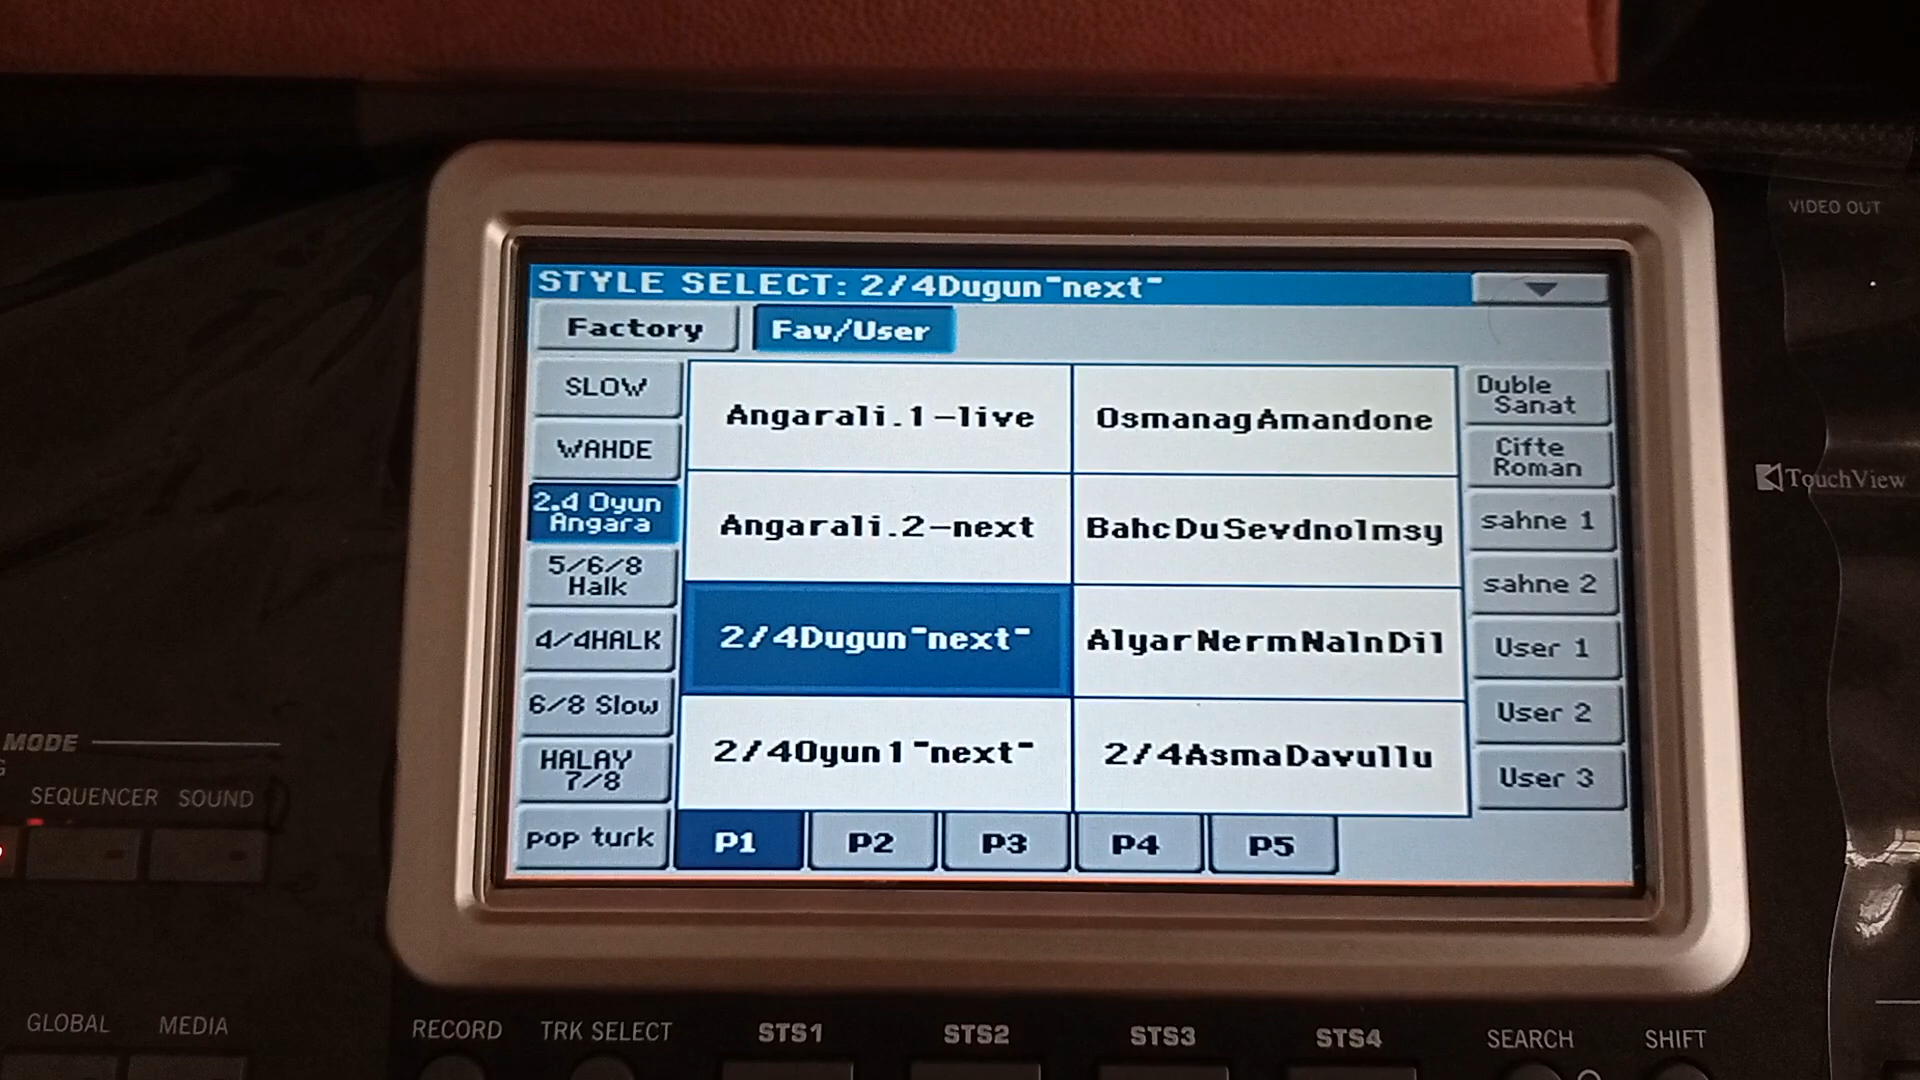 VIDEO OUT
STYLE SELECT: 2/4Dugun"next"
Factory
Fav/User
SLOW
WAHDE
2.4 Oyun
Angara
5/6/8
Halk
4/4HALK
6/8 Slow
HALAY
7/8
pop turk
Angarali.1-live
OsmanagAmandone
Angarali.2-next
BahcDuSevdnolmsy
2/4Dugun"next"
AlyarNermNalnDil
2/4Oyun1"next"
2/4AsmaDavullu
Duble
Sanat
Cifte
Roman
sahne 1
sahne 2
User 1
User 2
User 3
P1
P2
P3
P4
P5
TouchView
MODE
SEQUENCER
SOUND
GLOBAL
MEDIA
RECORD
TRK SELECT
STS1
STS2
STS3
STS4
SEARCH
SHIFT